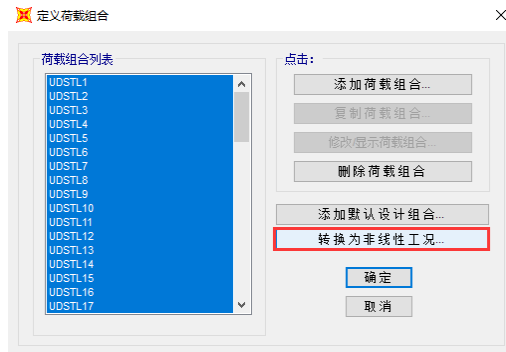 定义荷载组合
荷载组合列表
UDSTL1
UDSTL2
UDSTL3
UDSTL4
UDSTL5
UDSTL6
UDSTL7
UDSTL8
UDSTL9
UDSTL10
UDSTL11
UDSTL12
UDSTL13
UDSTL14
UDSTL15
UDSTL16
UDSTL17
点击：
添加荷载组合...
复制荷载组合...
修改/显示荷载组合...
删除荷载组合
添加默认设计组合...
转换为非线性工况...
确定
取消